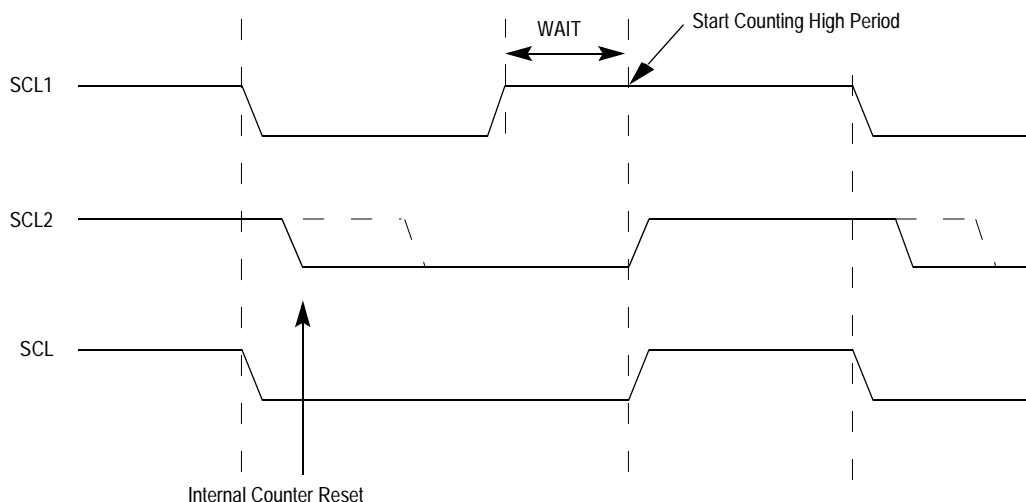 Start Counting High Period
WAIT
SCL1
SCL2
SCL
Internal Counter Reset